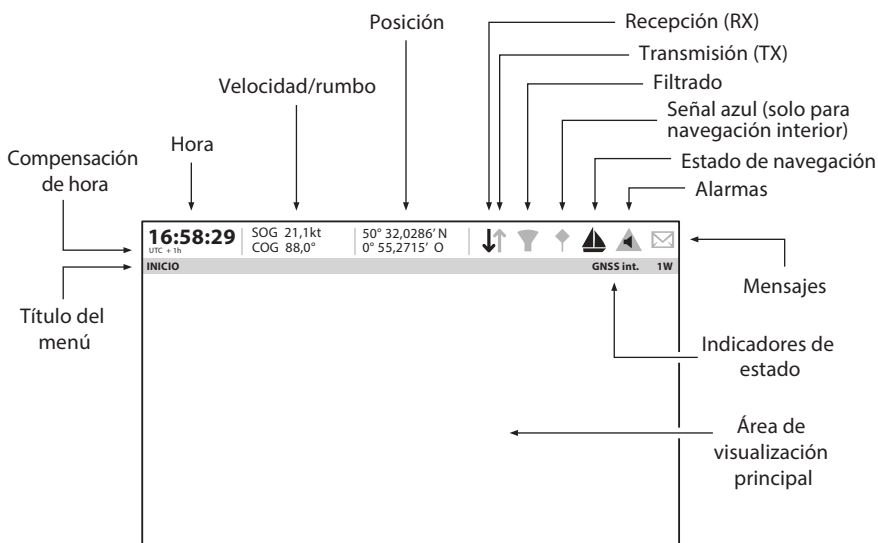 Posición
Recepción (RX)
Transmisión (TX)
Filtrado
Velocidad/rumbo
Señal azul (solo para
navegación interior)
Compensación
de hora
Hora
Estado de navegación
Alarmas
16:58:29
UTC + 1h
SOG 21,1kt
COG 88,0°
50° 32,0286' N
0° 55,2715' O
INICIO
GNSS int. 1W
Mensajes
Título del
menú
Indicadores de
estado
Área de
visualización
principal